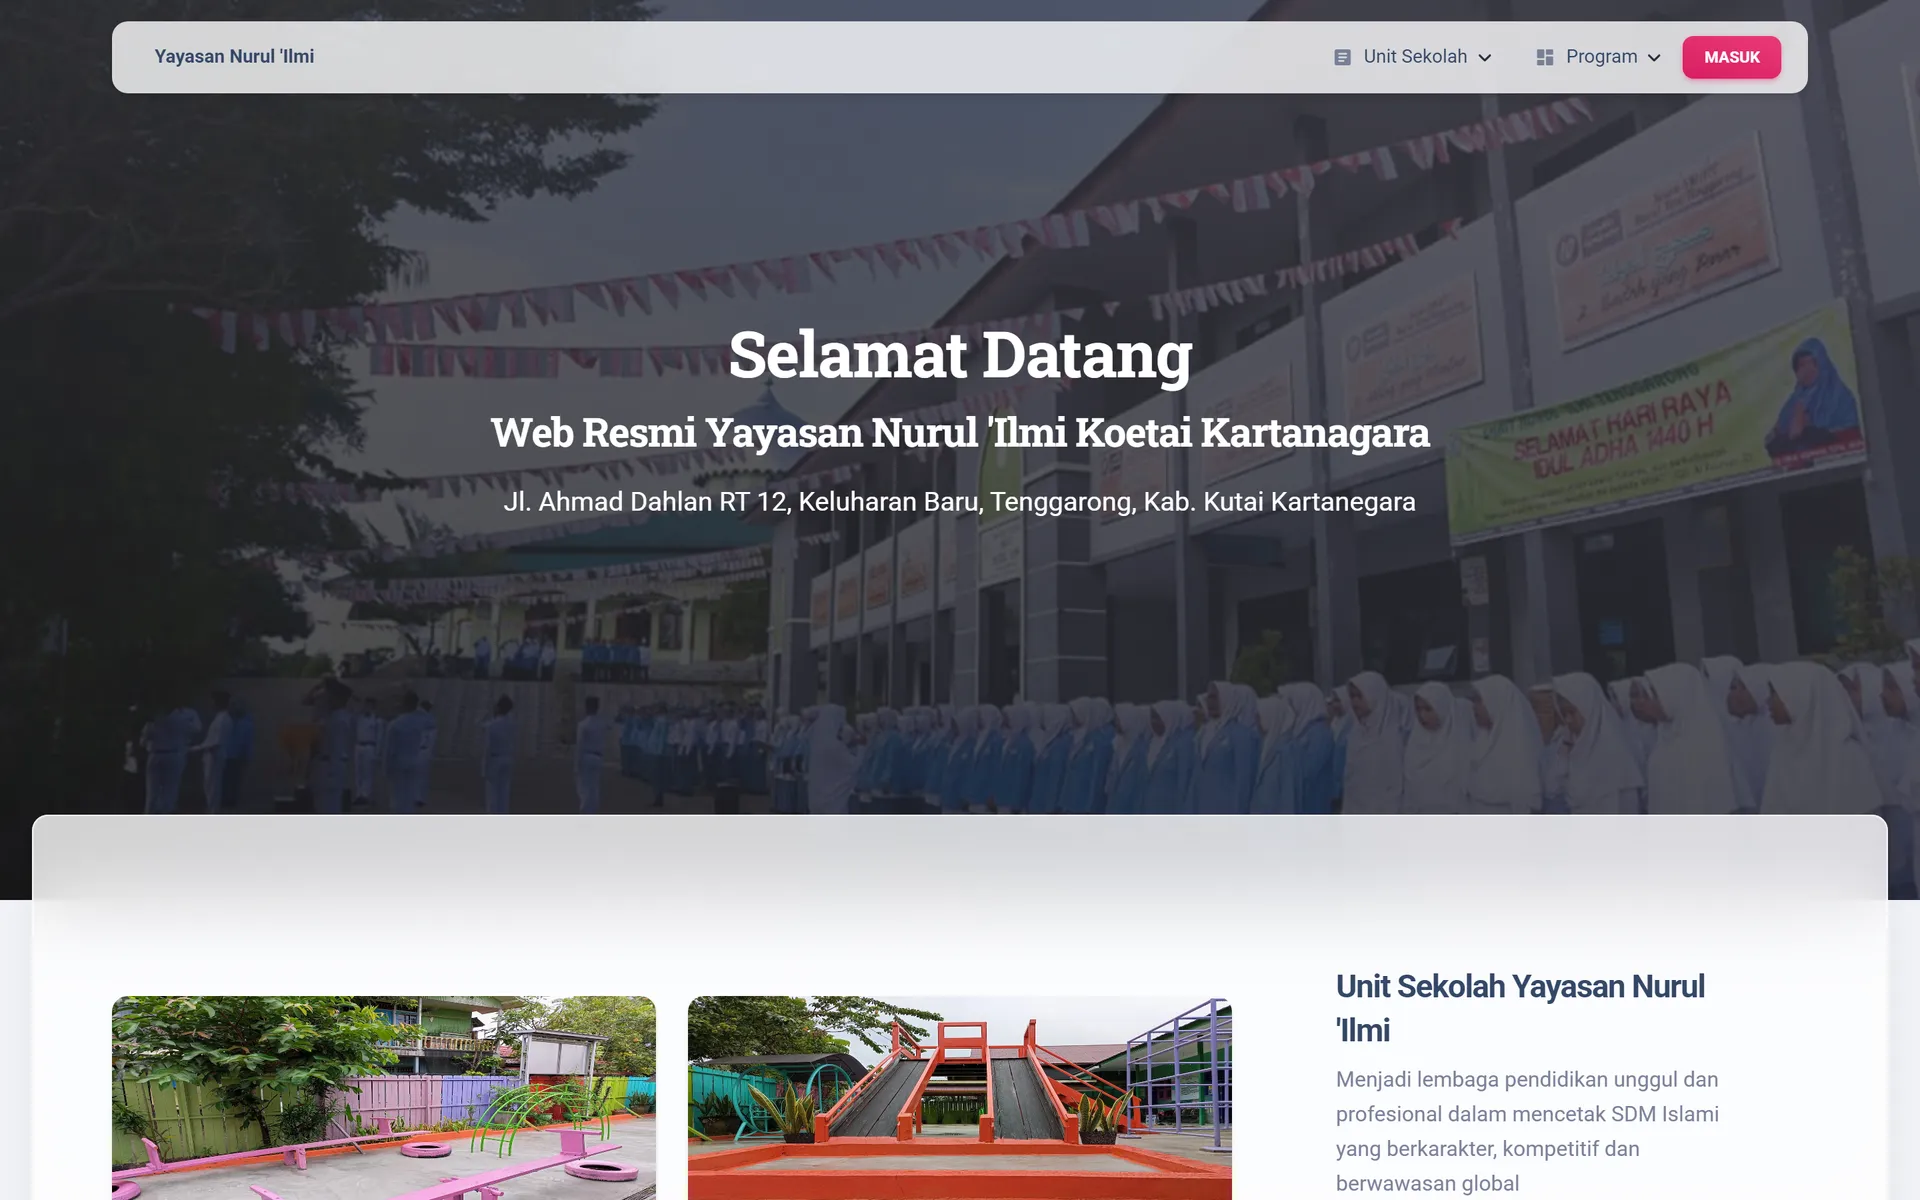 Yayasan Nurul 'Ilmi
Unit Sekolah
Program
MASUK
SELAMAT HARI RAYA
IDUL ADHA 1440 H
Selamat Datang
Web Resmi Yayasan Nurul 'Ilmi Koetai Kartanagara
Jl. Ahmad Dahlan RT 12, Keluharan Baru, Tenggarong, Kab. Kutai Kartanegara
Unit Sekolah Yayasan Nurul
'Ilmi
Menjadi lembaga pendidikan unggul dan
profesional dalam mencetak SDM Islami
yang berkarakter, kompetitif dan
berwawasan global